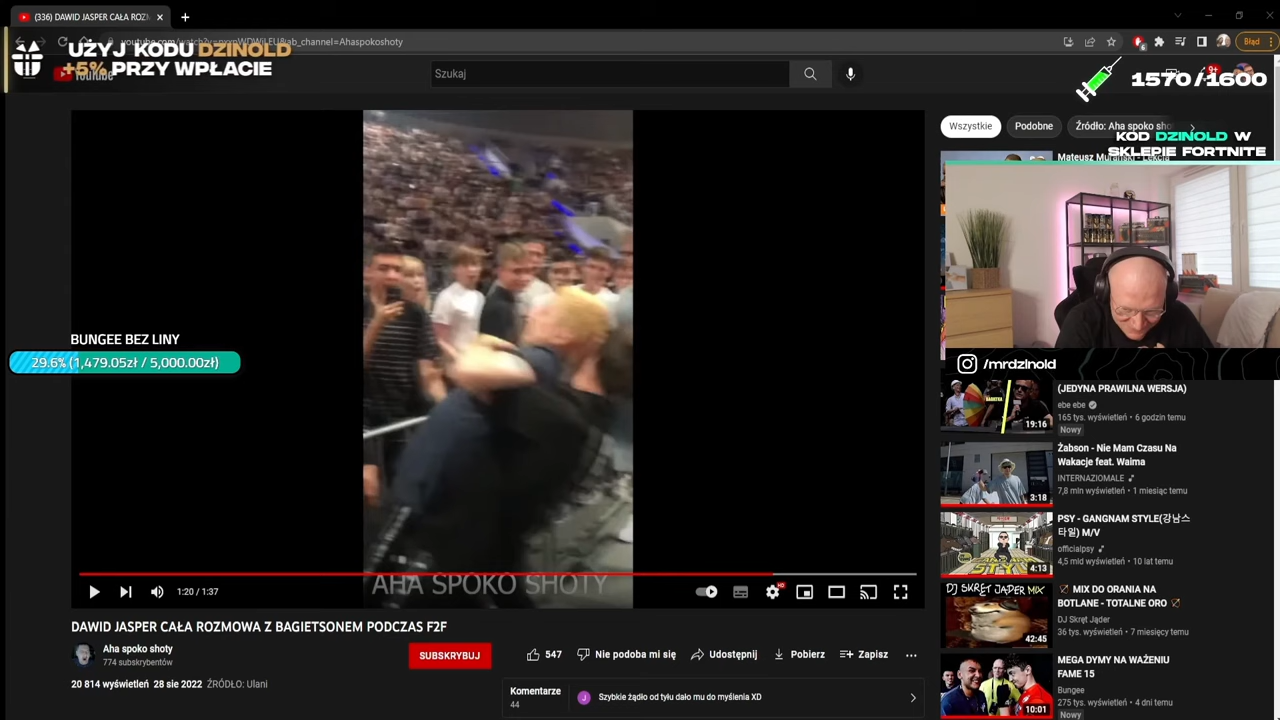 (336) DAWID JASPER CAŁA ROZM
Błąd
UŻYJ KODU DZINOLD
+5% PRZY WPŁACIE
Szukaj
9+
1570/1600
KOD DZINOLD W
SKLEPIE FORTNITE
Wszystkie
Podobne
Źródło: Aha spoko sho
Mateusz Murański - Lekcja
BUNGEE BEZ LINY
29.6% (1,479.05zł / 5,000.00zł)
/mrdzinold
(JEDYNA PRAWILNA WERSJA)
ebe ebe
165 tys. wyświetleń • 6 godzin temu
Nowy
19:16
Żabson - Nie Mam Czasu Na
Wakacje feat. Waima
INTERNAZIOMALE
7,8 mln wyświetleń • 1 miesiąc temu
3:18
PSY - GANGNAM STYLE(강남스
타일) M/V
officialpsy
4,5 mld wyświetleń • 10 lat temu
4:13
DJ SKRĘT JĄDER MIX
MIX DO ORANIA NA
BOTLANE - TOTALNE ORO
DJ Skręt Jąder
36 tys. wyświetleń • 7 miesięcy temu
42:45
MEGA DYMY NA WAŻENIU
FAME 15
Bungee
275 tys. wyświetleń • 4 dni temu
Nowy
10:01
AHA SPOKO SHOTY
1:20 / 1:37
HD
DAWID JASPER CAŁA ROZMOWA Z BAGIETSONEM PODCZAS F2F
Aha spoko shoty
774 subskrybentów
SUBSKRYBUJ
547
Nie podoba mi się
Udostępnij
Pobierz
Zapisz
20 814 wyświetleń 28 sie 2022 ŹRÓDŁO: Ulani
Komentarze
44
Szybkie żądło od tyłu dało mu do myślenia XD